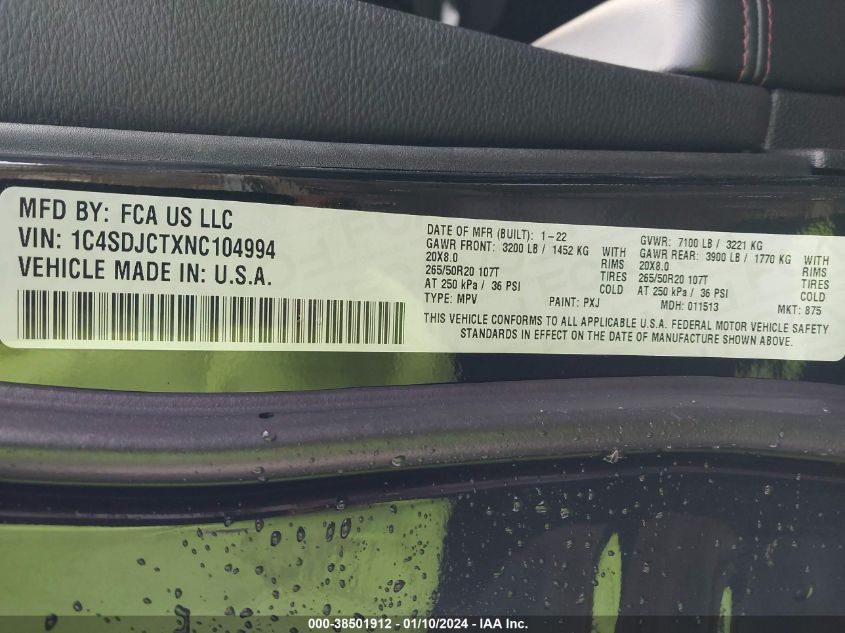 MFD BY: FCA US LLC
VIN: 1C4SDJCTXNC104994
VEHICLE MADE IN: U.S.A.
DATE OF MFR (BUILT): 1-22
GAWR FRONT: 3200 LB / 1452 KG WITH
20X8.0 RIMS
265/50R20 107T TIRES
AT 250 kPa / 36 PSI COLD
TYPE: MPV PAINT: PXJ
GVWR: 7100 LB / 3221 KG
GAWR REAR: 3900 LB / 1770 KG WITH
20X8.0 RIMS
265/50R20 107T TIRES
AT 250 kPa / 36 PSI COLD
MDH: 011513 MKT: 875
THIS VEHICLE CONFORMS TO ALL APPLICABLE U.S.A. FEDERAL MOTOR VEHICLE SAFETY
STANDARDS IN EFFECT ON THE DATE OF MANUFACTURE SHOWN ABOVE.
000-38501912 - 01/10/2024 - IAA Inc.